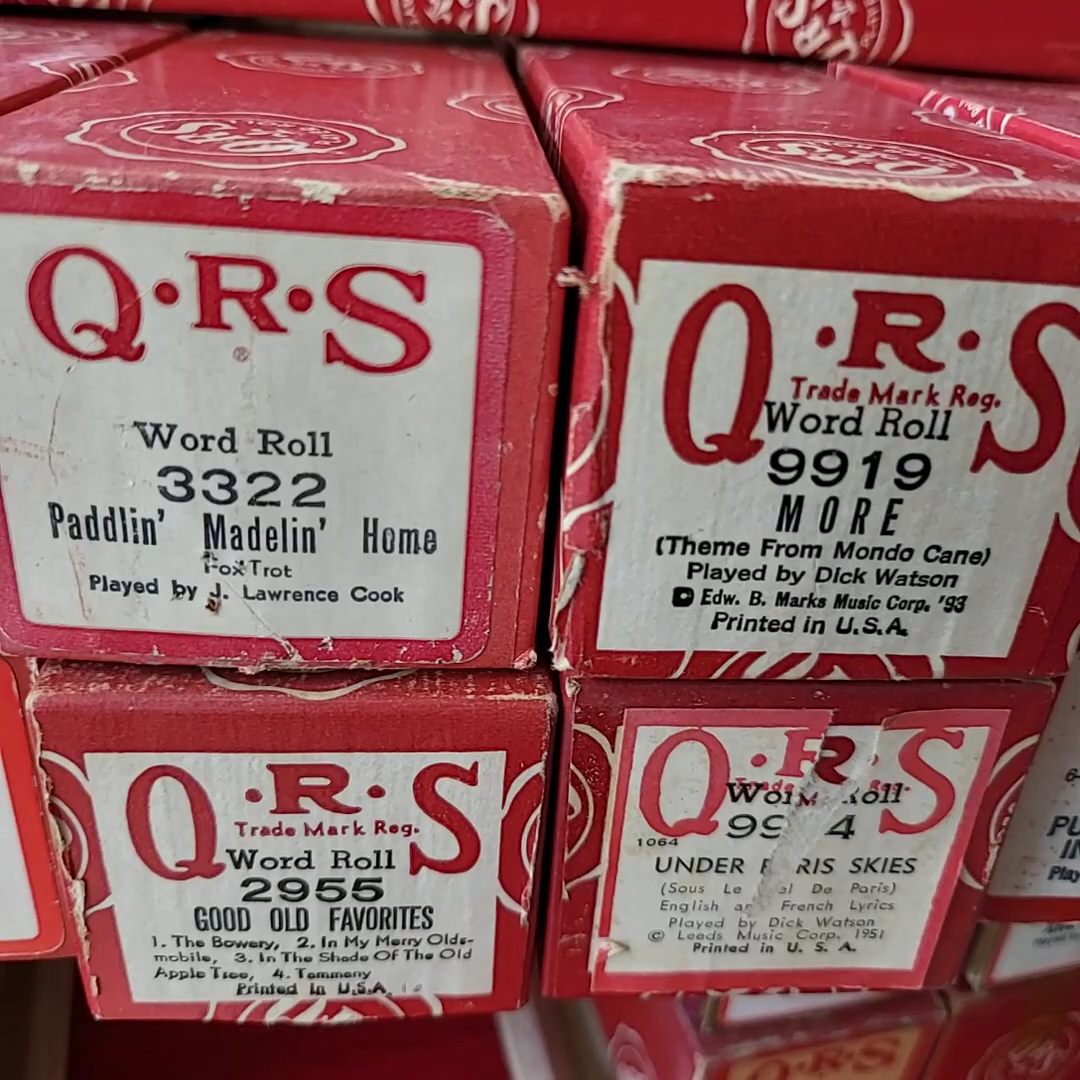 Q·R·S
®
Word Roll
3322
Paddlin' Madelin' Home
Fox Trot
Played by J. Lawrence Cook
Q·R·S
Trade Mark Reg.
Word Roll
9919
MORE
(Theme From Mondo Cane)
Played by Dick Watson
Edw. B. Marks Music Corp. '93
Printed in U.S.A.
Q·R·S
Trade Mark Reg.
Word Roll
2955
GOOD OLD FAVORITES
1. The Bowery, 2. In My Merry Olds-
mobile, 3. In The Shade Of The Old
Apple Tree, 4. Tammany
Printed in U.S.A.
Q·R·S
Reg.
Roll
1064
UNDER SKIES
(Sous Le De Paris)
English French Lyrics
Played by Dick Watson
© Leeds Music Corp. 1951
Printed in U. S. A.
Q·R·S